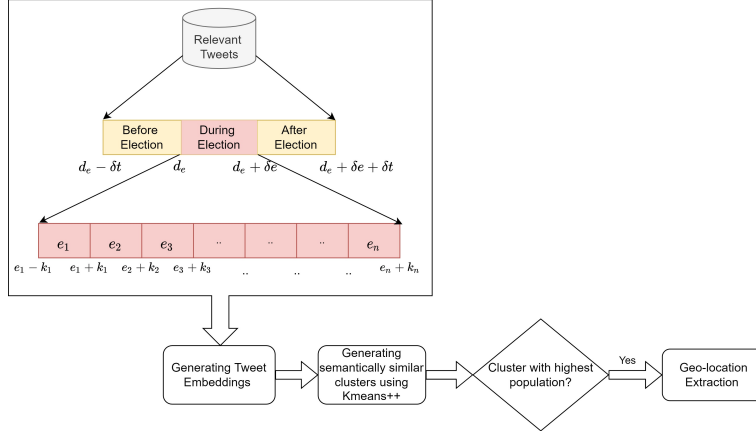 Relevant
Tweets
Before
Election
During
Election
After
Election
d_e − δt
d_e
d_e + δe
d_e + δe + δt
e_1 e_2 e_3 .. .. .. e_n
e_1 − k_1 e_1 + k_1 e_2 + k_2 e_3 + k_3 .. .. .. e_n + k_n
Generating Tweet
Embeddings
Generating
semantically similar
clusters using
Kmeans++
Cluster with highest
population?
Yes
Geo-location
Extraction